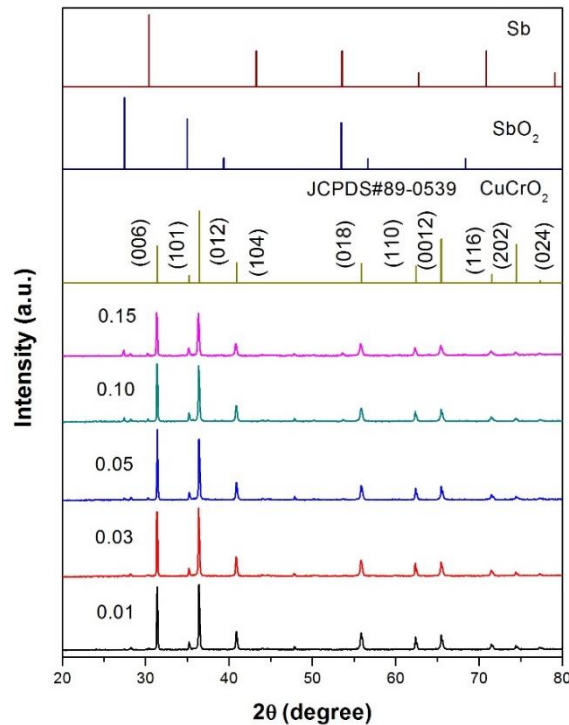 Sb
SbO₂
JCPDS#89-0539 CuCrO₂
(006)
(101)
(012)
(104)
(018)
(110)
(0012)
(116)
(202)
(024)
0.15
0.10
0.05
0.03
0.01
Intensity (a.u.)
20 30 40 50 60 70 80
2θ (degree)